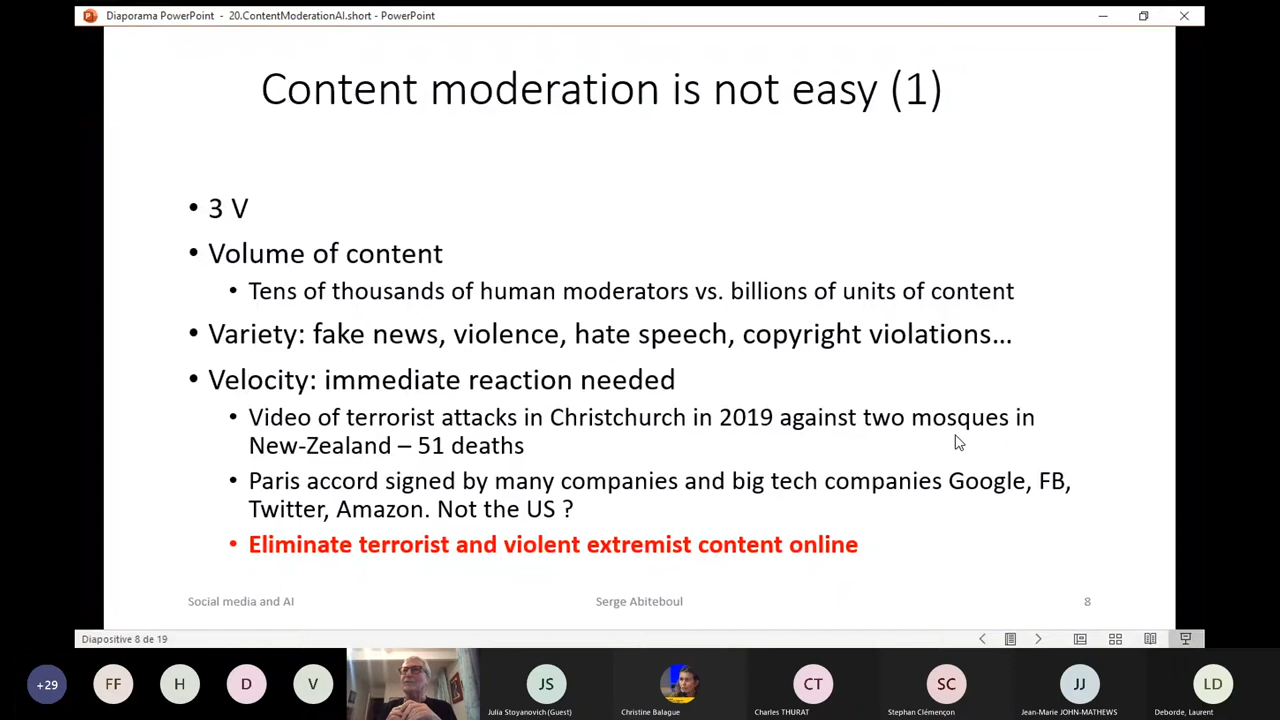 Diaporama PowerPoint - 20.ContentModerationAI.short - PowerPoint
Content moderation is not easy (1)
• 3 V
• Volume of content
• Tens of thousands of human moderators vs. billions of units of content
• Variety: fake news, violence, hate speech, copyright violations…
• Velocity: immediate reaction needed
• Video of terrorist attacks in Christchurch in 2019 against two mosques in
New-Zealand – 51 deaths
• Paris accord signed by many companies and big tech companies Google, FB,
Twitter, Amazon. Not the US ?
• Eliminate terrorist and violent extremist content online
Social media and AI
Serge Abiteboul
8
Diapositive 8 de 19
+29
FF
H
D
V
JS
CT
SC
JJ
LD
Julia Stoyanovich (Guest)
Christine Balague
Charles THURAT
Stephan Clémençon
Jean-Marie JOHN-MATHEWS
Deborde, Laurent